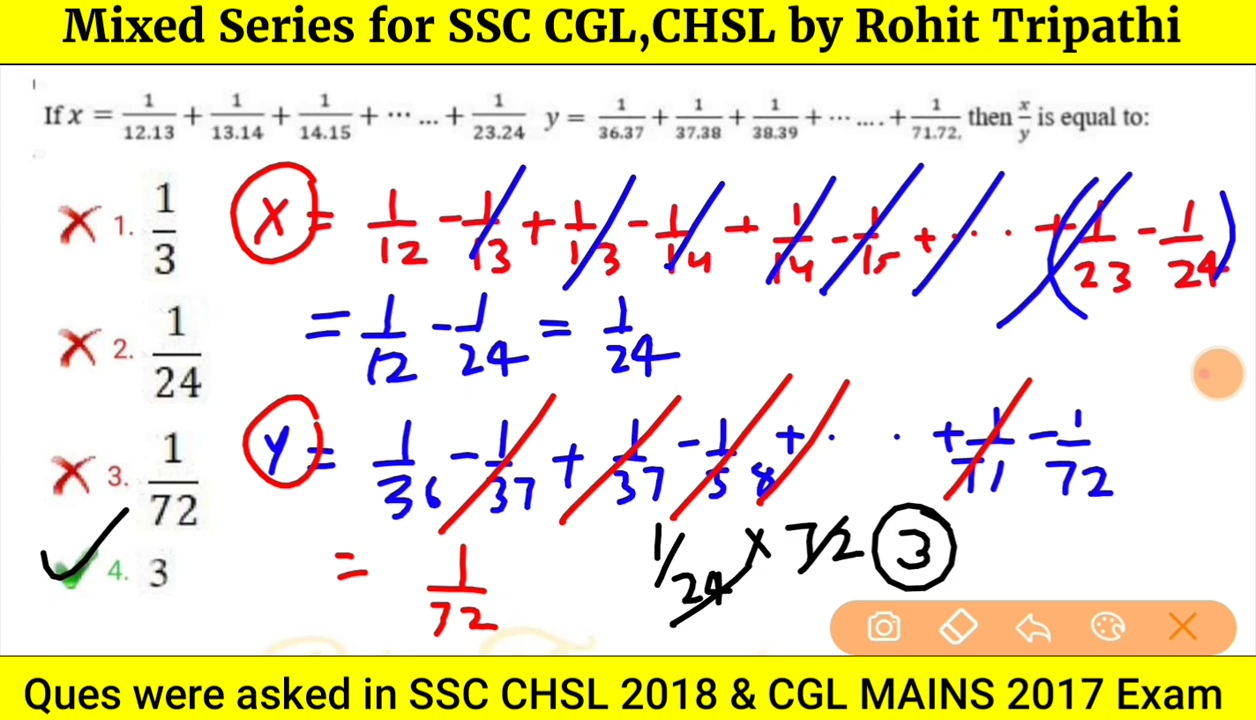 Mixed Series for SSC CGL,CHSL by Rohit Tripathi
If x = 1/12.13 + 1/13.14 + 1/14.15 + ··· ... + 1/23.24 y = 1/36.37 + 1/37.38 + 1/38.39 + ··· .... + 1/71.72. then x/y is equal to:
1. 1/3
x = 1/12 - 1/13 + 1/13 - 1/14 + 1/14 - 1/15 + · · · + (1/23 - 1/24)
2. 1/24
= 1/12 - 1/24 = 1/24
3. 1/72
y = 1/36 - 1/37 + 1/37 - 1/38 + · · + 1/71 - 1/72
4. 3
= 1/72
1/24 × 72 3
Ques were asked in SSC CHSL 2018 & CGL MAINS 2017 Exam